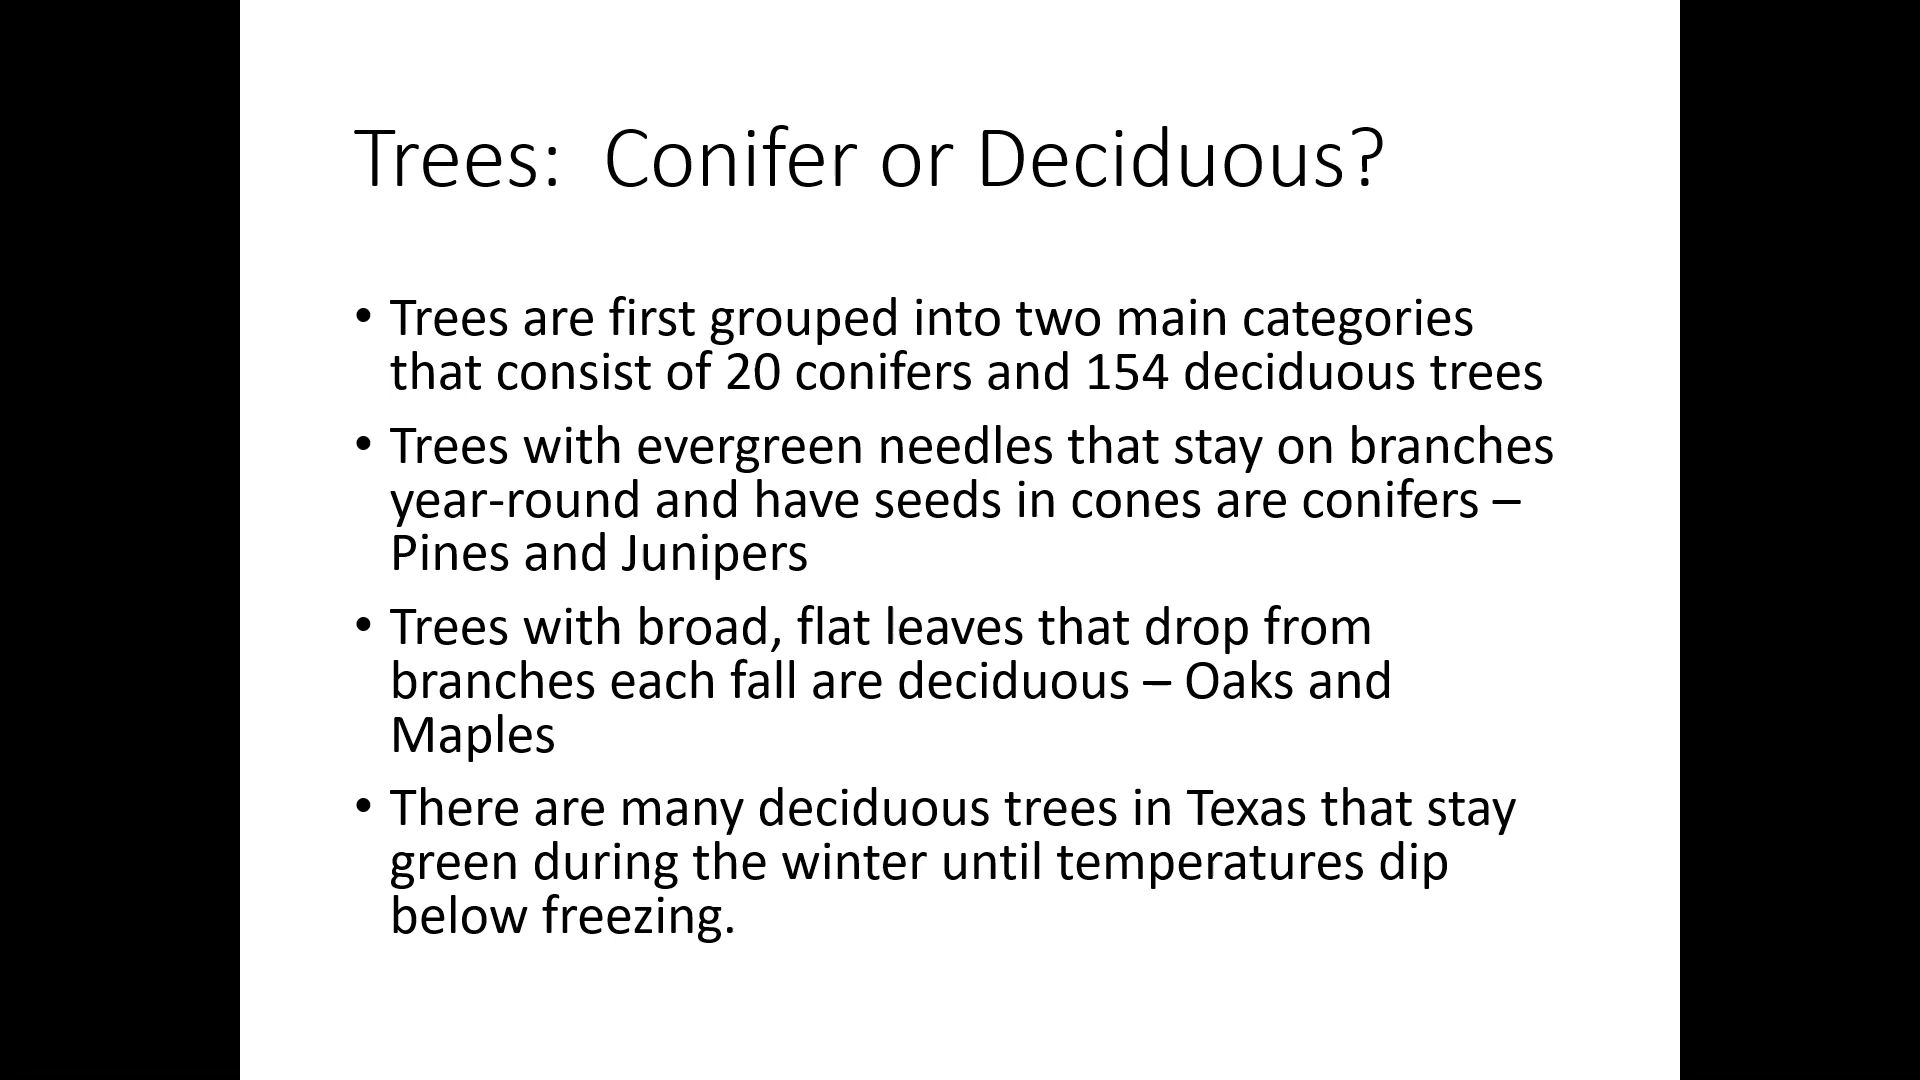 Trees:  Conifer or Deciduous?
• Trees are first grouped into two main categories
that consist of 20 conifers and 154 deciduous trees
• Trees with evergreen needles that stay on branches
year-round and have seeds in cones are conifers –
Pines and Junipers
• Trees with broad, flat leaves that drop from
branches each fall are deciduous – Oaks and
Maples
• There are many deciduous trees in Texas that stay
green during the winter until temperatures dip
below freezing.